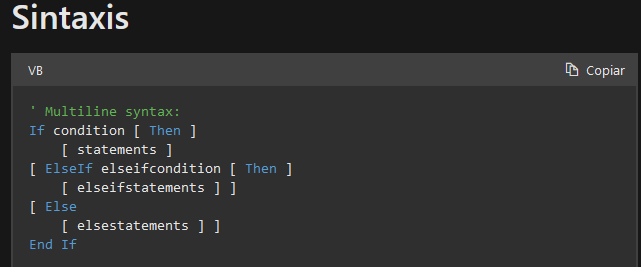 Sintaxis
VB
Copiar
' Multiline syntax:
If condition [ Then ]
    [ statements ]
[ ElseIf elseifcondition [ Then ]
    [ elseifstatements ] ]
[ Else
    [ elsestatements ] ]
End If